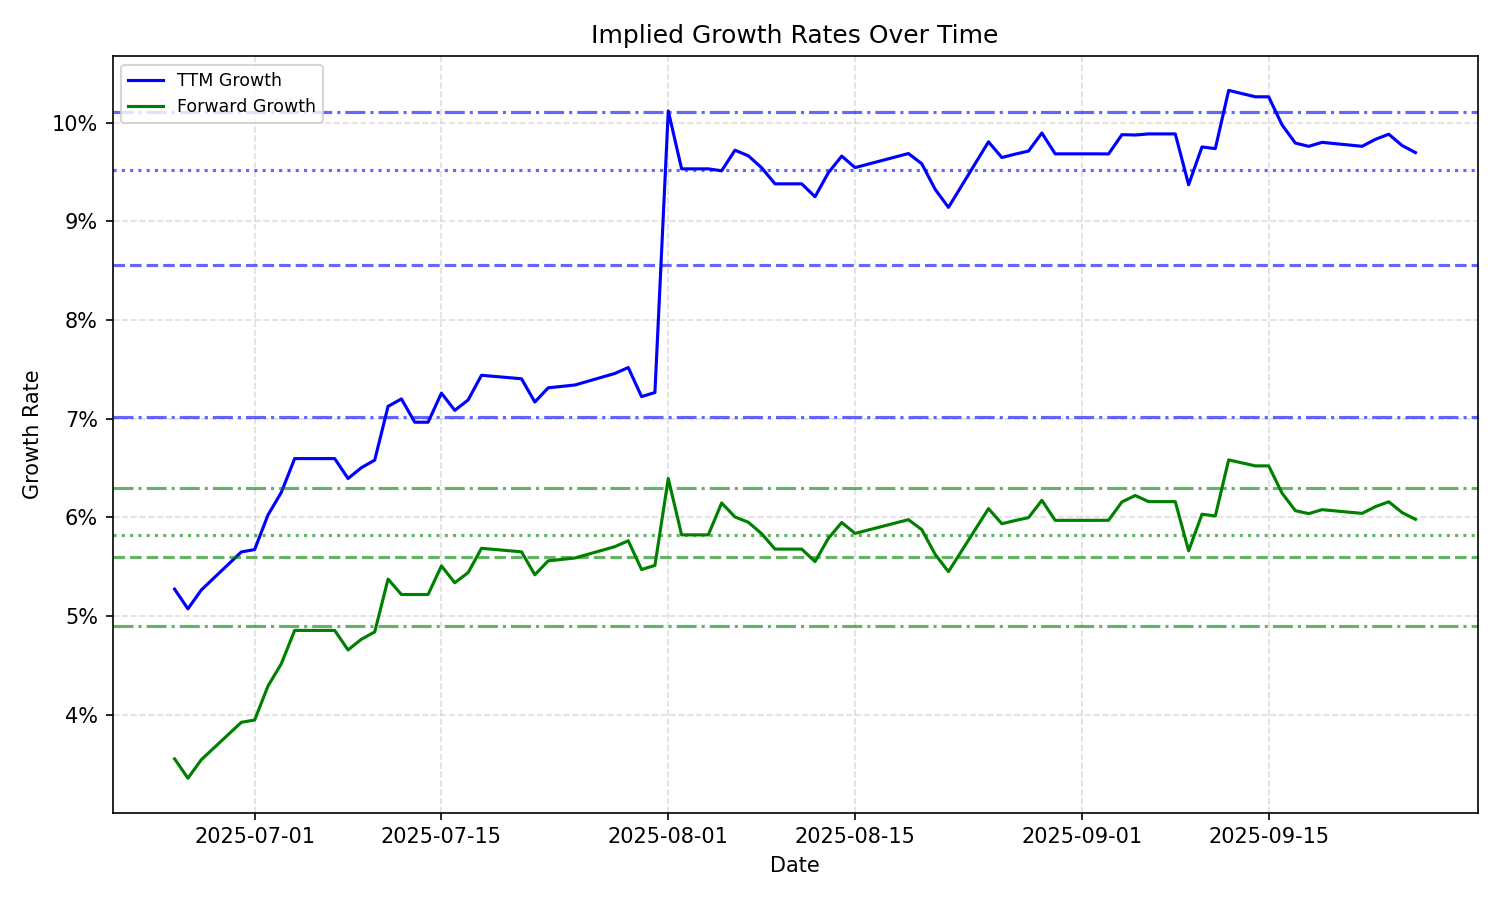 Implied Growth Rates Over Time
TTM Growth
Forward Growth
10%
9%
8%
7%
6%
5%
4%
Growth Rate
2025-07-01
2025-07-15
2025-08-01
2025-08-15
2025-09-01
2025-09-15
Date